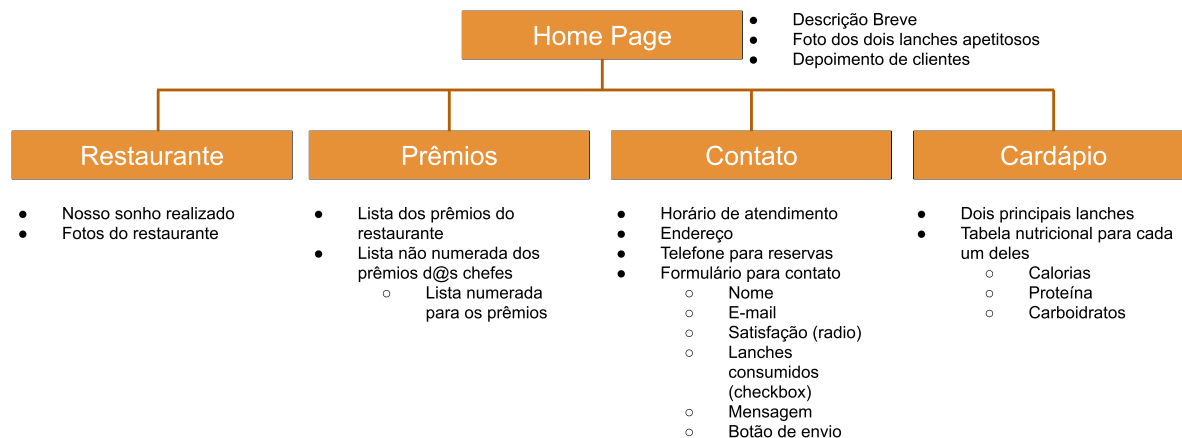 Home Page
● Descrição Breve
● Foto dos dois lanches apetitosos
● Depoimento de clientes
Restaurante
● Nosso sonho realizado
● Fotos do restaurante
Prêmios
● Lista dos prêmios do
restaurante
● Lista não numerada dos
prêmios d@s chefes
○ Lista numerada
para os prêmios
Contato
● Horário de atendimento
● Endereço
● Telefone para reservas
● Formulário para contato
○ Nome
○ E-mail
○ Satisfação (radio)
○ Lanches
consumidos
(checkbox)
○ Mensagem
○ Botão de envio
Cardápio
● Dois principais lanches
● Tabela nutricional para cada
um deles
○ Calorias
○ Proteína
○ Carboidratos